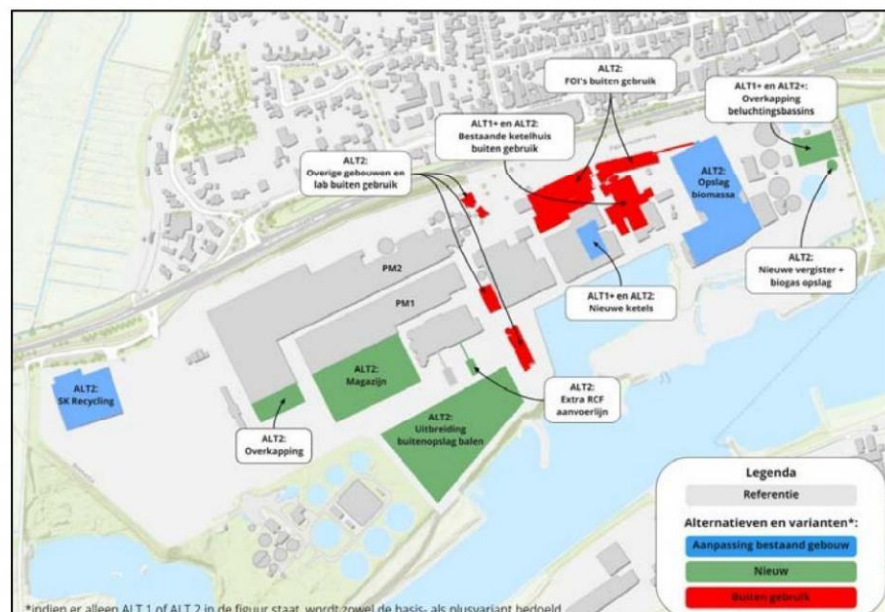 ALT2:
FOI's buiten gebruik
ALT1+ en ALT2+:
Overkapping
beluchtingsbassins
ALT1+ en ALT2:
Bestaande ketelhuis
buiten gebruik
ALT2:
Overige gebouwen en
lab buiten gebruik
ALT2:
Opslag
biomassa
ALT2:
Nieuwe vergister +
biogas opslag
PM2
PM1
ALT1+ en ALT2:
Nieuwe ketels
ALT2:
Magazijn
ALT2:
SK Recycling
ALT2:
Extra RCF
aanvoerlijn
ALT2:
Overkapping
ALT2:
Uitbreiding
buitenopslag balen
Legenda
Referentie
Alternatieven en varianten*:
Aanpassing bestaand gebouw
Nieuw
Buiten gebruik
*indien er alleen ALT 1 of ALT 2 in de figuur staat, wordt zowel de basis- als plusvariant bedoeld